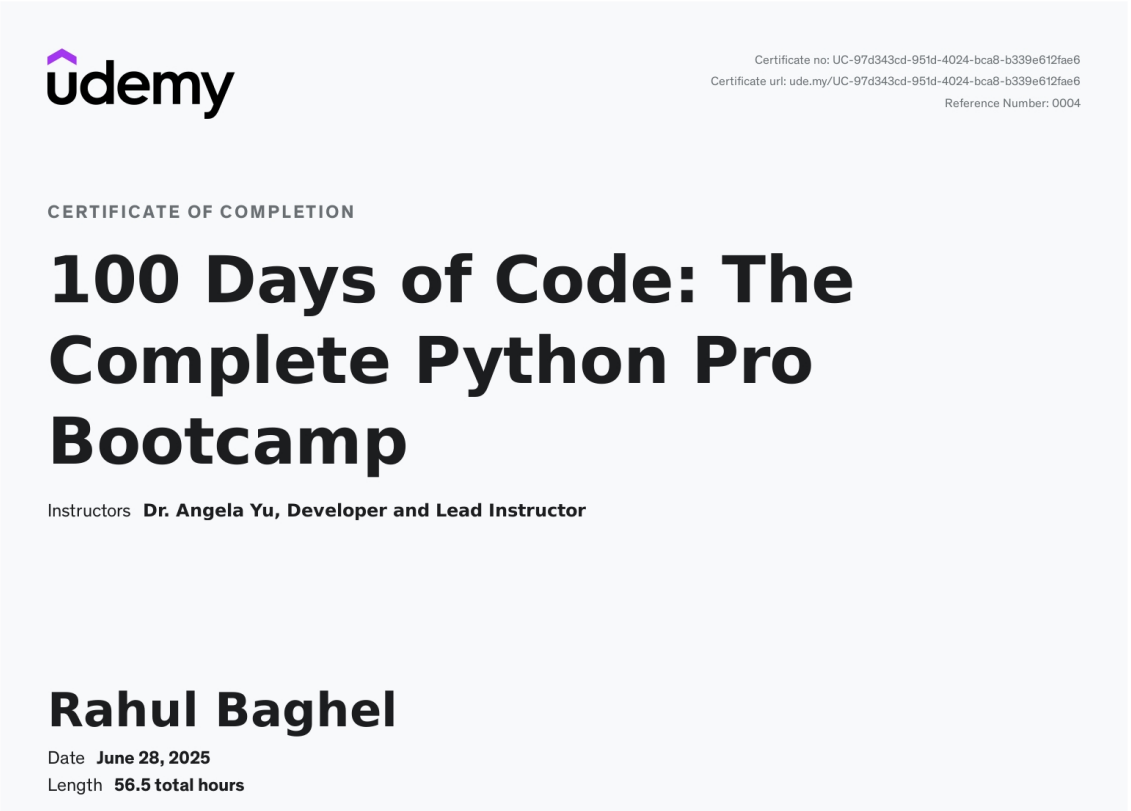 udemy
Certificate no: UC-97d343cd-951d-4024-bca8-b339e612fae6
Certificate url: ude.my/UC-97d343cd-951d-4024-bca8-b339e612fae6
Reference Number: 0004
CERTIFICATE OF COMPLETION
100 Days of Code: The
Complete Python Pro
Bootcamp
Instructors Dr. Angela Yu, Developer and Lead Instructor
Rahul Baghel
Date June 28, 2025
Length 56.5 total hours